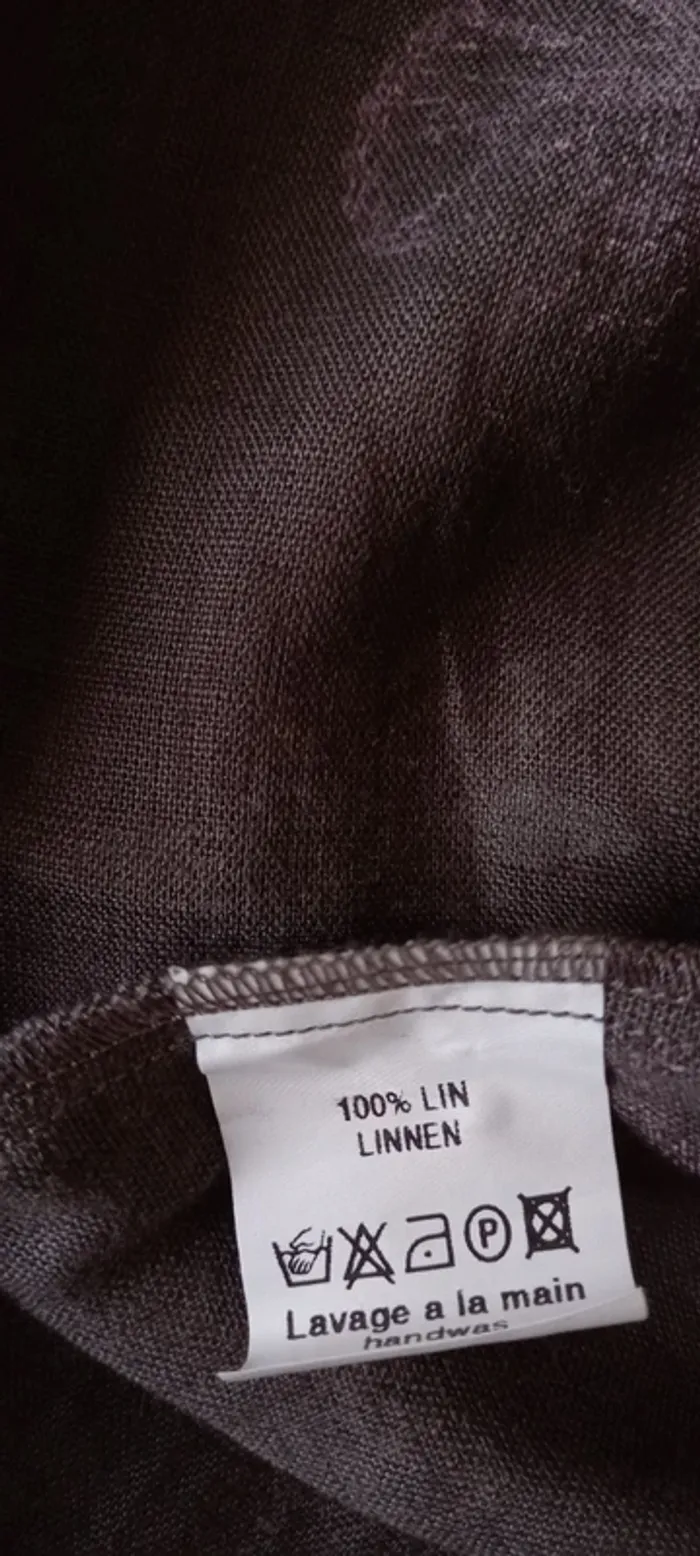 100% LIN
LINNEN
P
Lavage a la main
handwas